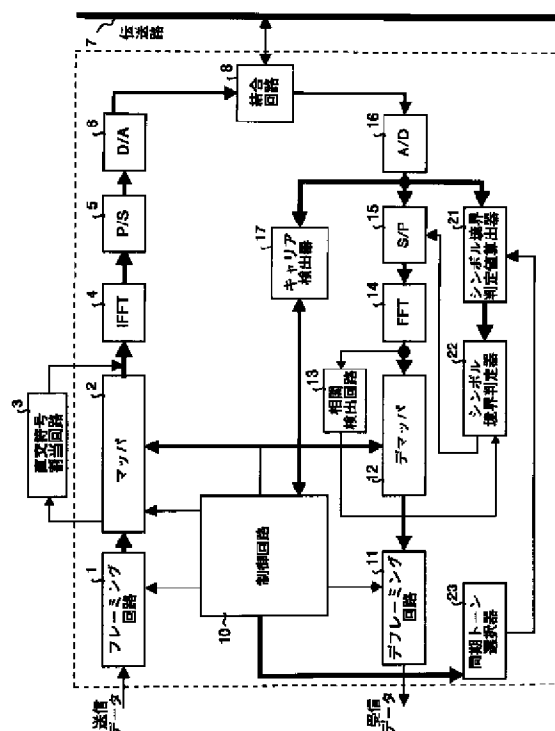 送信
データ
フレーミング
回路
1
マッパ
2
直交符号
割当回路
3
IFFT
4
P/S
5
D/A
6
伝送路
7
結合
回路
8
制御回路
10
キャリア
検出器
17
A/D
16
S/P
15
FFT
14
相関
検出回路
13
デマッパ
12
デフレーミング
回路
11
受信
データ
シンボル境界
判定値算出器
21
シンボル
境界判定器
22
同期トーン
選択器
23